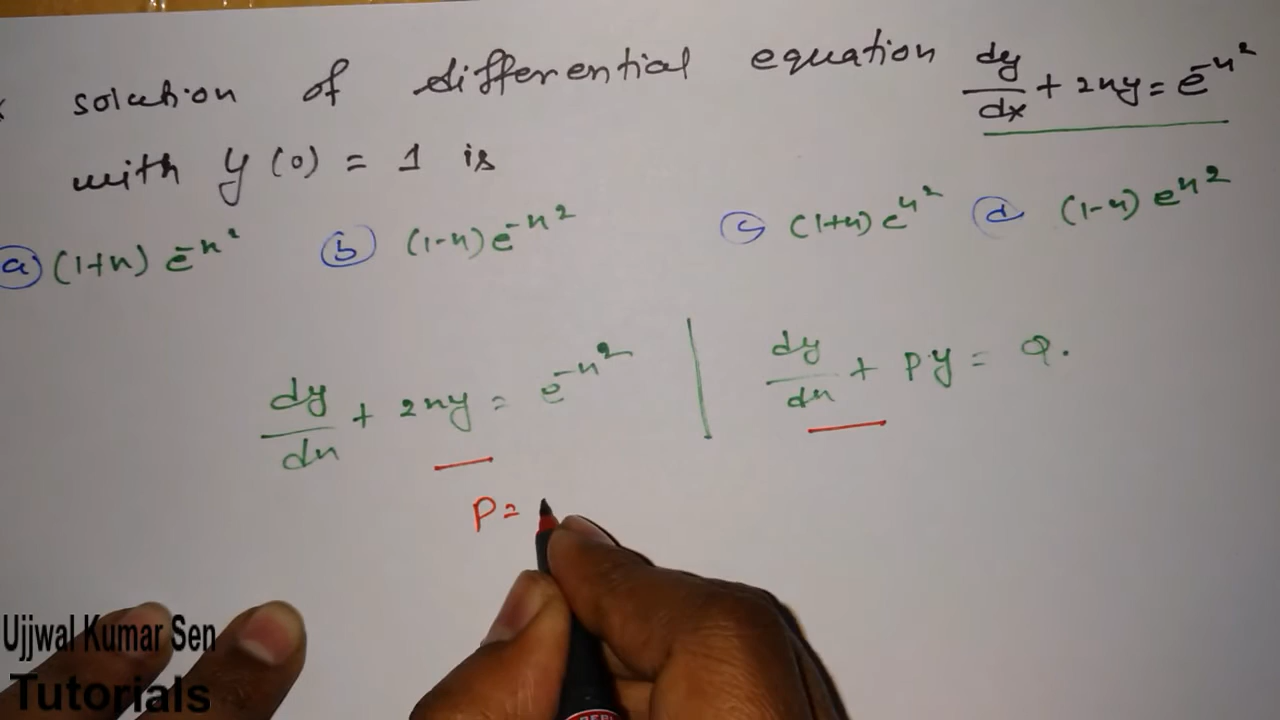 solution of differential equation dy/dx + 2xy = e^-x²
with y(0) = 1 is
(a) (1+x) e^-x² (b) (1-x) e^-x² (c) (1+x) e^x² (d) (1-x) e^x²
dy/dx + 2xy = e^-x² | dy/dx + Py = Q.
P =
Ujjwal Kumar Sen
Tutorials